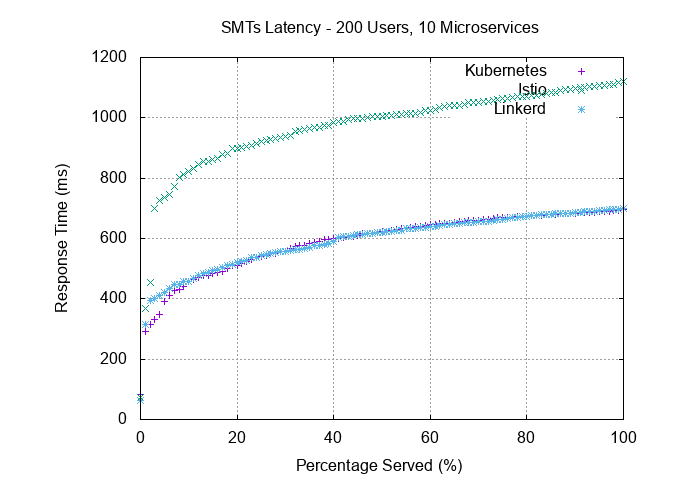 SMTs Latency - 200 Users, 10 Microservices
1200
1000
800
600
400
200
0
Response Time (ms)
Kubernetes
Istio
Linkerd
0 20 40 60 80 100
Percentage Served (%)